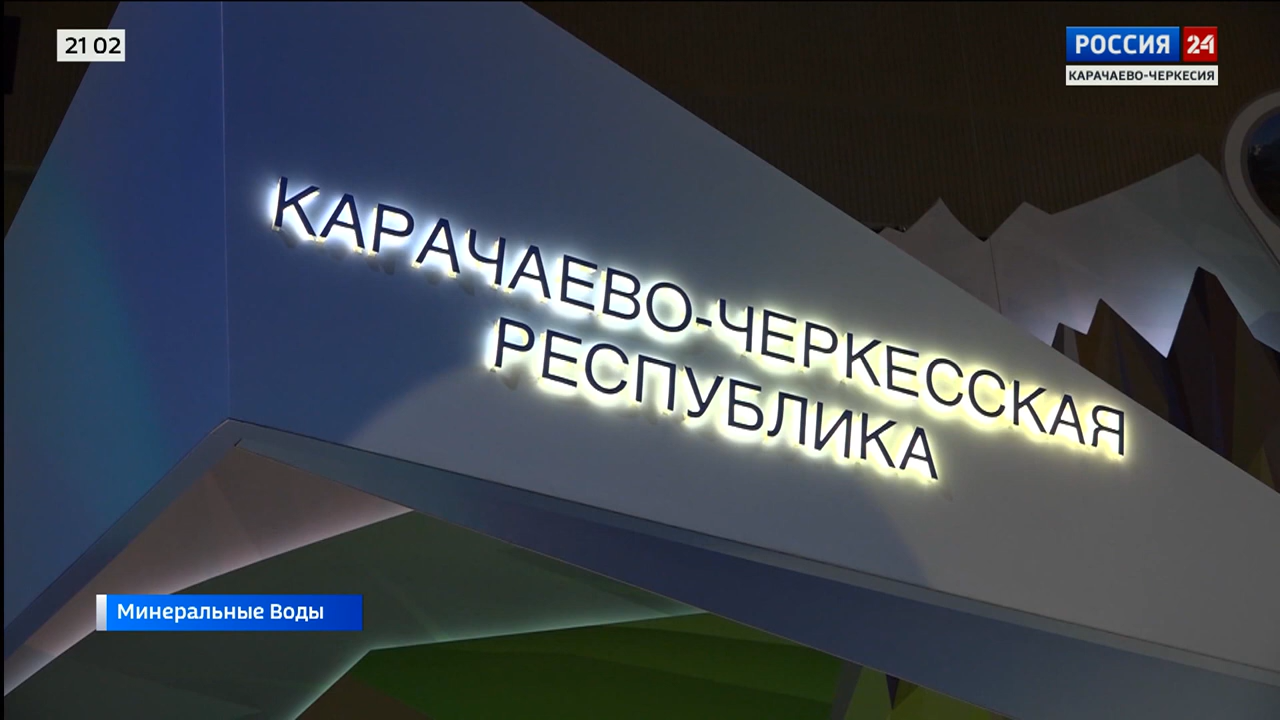 21 02
РОССИЯ 24
КАРАЧАЕВО-ЧЕРКЕСИЯ
КАРАЧАЕВО-ЧЕРКЕССКАЯ
РЕСПУБЛИКА
Минеральные Воды